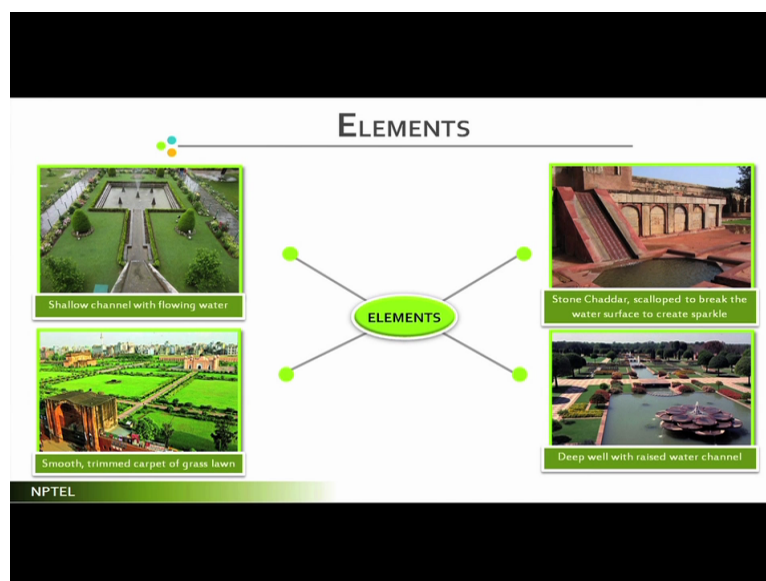 ELEMENTS
Shallow channel with flowing water
Stone Chaddar, scalloped to break the
water surface to create sparkle
ELEMENTS
Smooth, trimmed carpet of grass lawn
Deep well with raised water channel
NPTEL